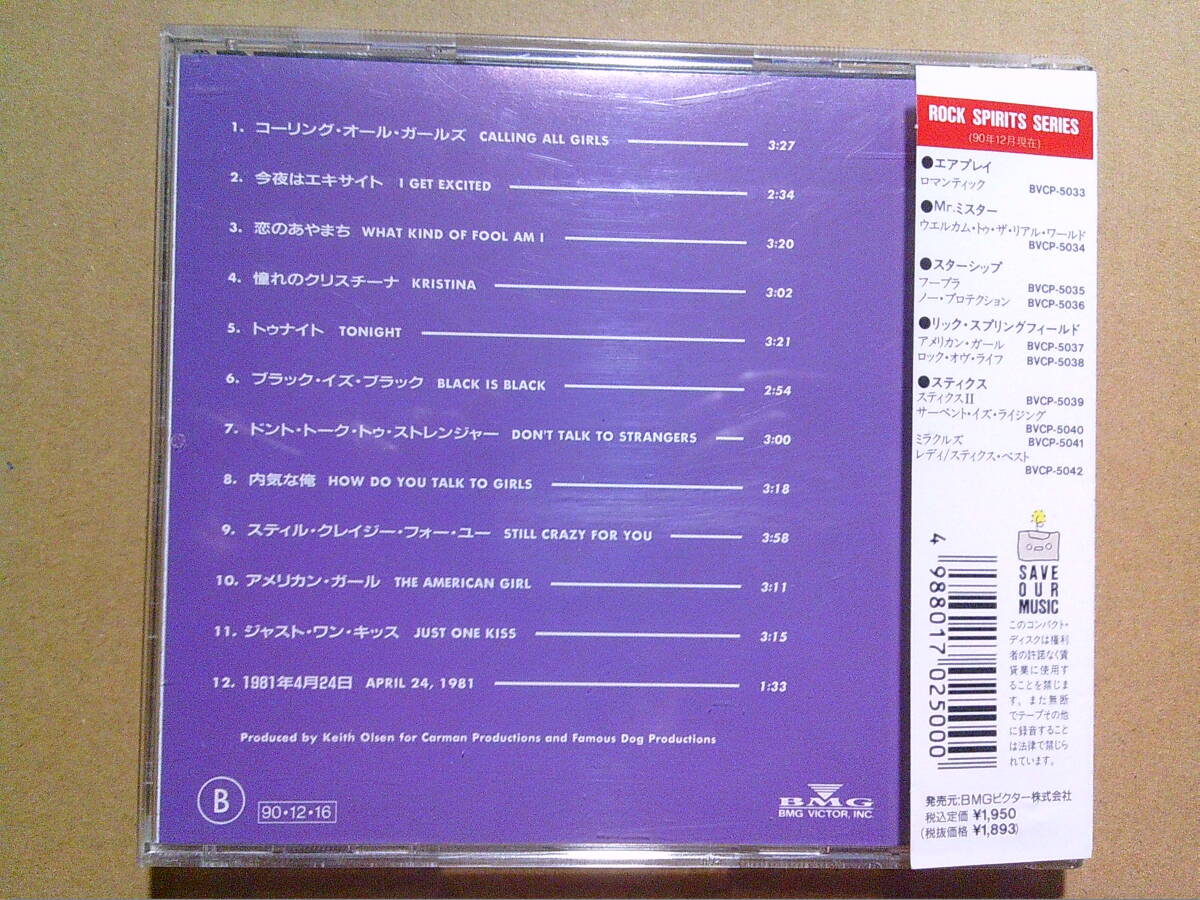 1. コーリング・オール・ガールズ CALLING ALL GIRLS 3:27
2. 今夜はエキサイト I GET EXCITED 2:34
3. 恋のあやまち WHAT KIND OF FOOL AM I 3:20
4. 憧れのクリスチーナ KRISTINA 3:02
5. トゥナイト TONIGHT 3:21
6. ブラック・イズ・ブラック BLACK IS BLACK 2:54
7. ドント・トーク・トゥ・ストレンジャー DON'T TALK TO STRANGERS 3:00
8. 内気な俺 HOW DO YOU TALK TO GIRLS 3:18
9. スティル・クレイジー・フォー・ユー STILL CRAZY FOR YOU 3:58
10. アメリカン・ガール THE AMERICAN GIRL 3:11
11. ジャスト・ワン・キッス JUST ONE KISS 3:15
12. 1981年4月24日 APRIL 24, 1981 1:33
Produced by Keith Olsen for Carman Productions and Famous Dog Productions
B
90・12・16
BMG
BMG VICTOR, INC.
ROCK SPIRITS SERIES
(90年12月現在)
●エアプレイ
ロマンティック BVCP-5033
●Mr.ミスター
ウエルカム・トゥ・ザ・リアル・ワールド
BVCP-5034
●スターシップ
フープラ BVCP-5035
ノー・プロテクション BVCP-5036
●リック・スプリングフィールド
アメリカン・ガール BVCP-5037
ロック・オヴ・ライフ BVCP-5038
●スティクス
スティクスII BVCP-5039
サーペント・イズ・ライジング
BVCP-5040
ミラクルズ BVCP-5041
レディ/スティクス・ベスト
BVCP-5042
4 988017 025000
SAVE
OUR
MUSIC
このコンパクト・
ディスクは権利
者の許諾なく賃
貸業に使用す
ることを禁じま
す。また無断
でテープその他
に録音すること
は法律で禁じら
れています。
発売元:BMGビクター株式会社
税込定価 ¥1,950
(税抜価格 ¥1,893)